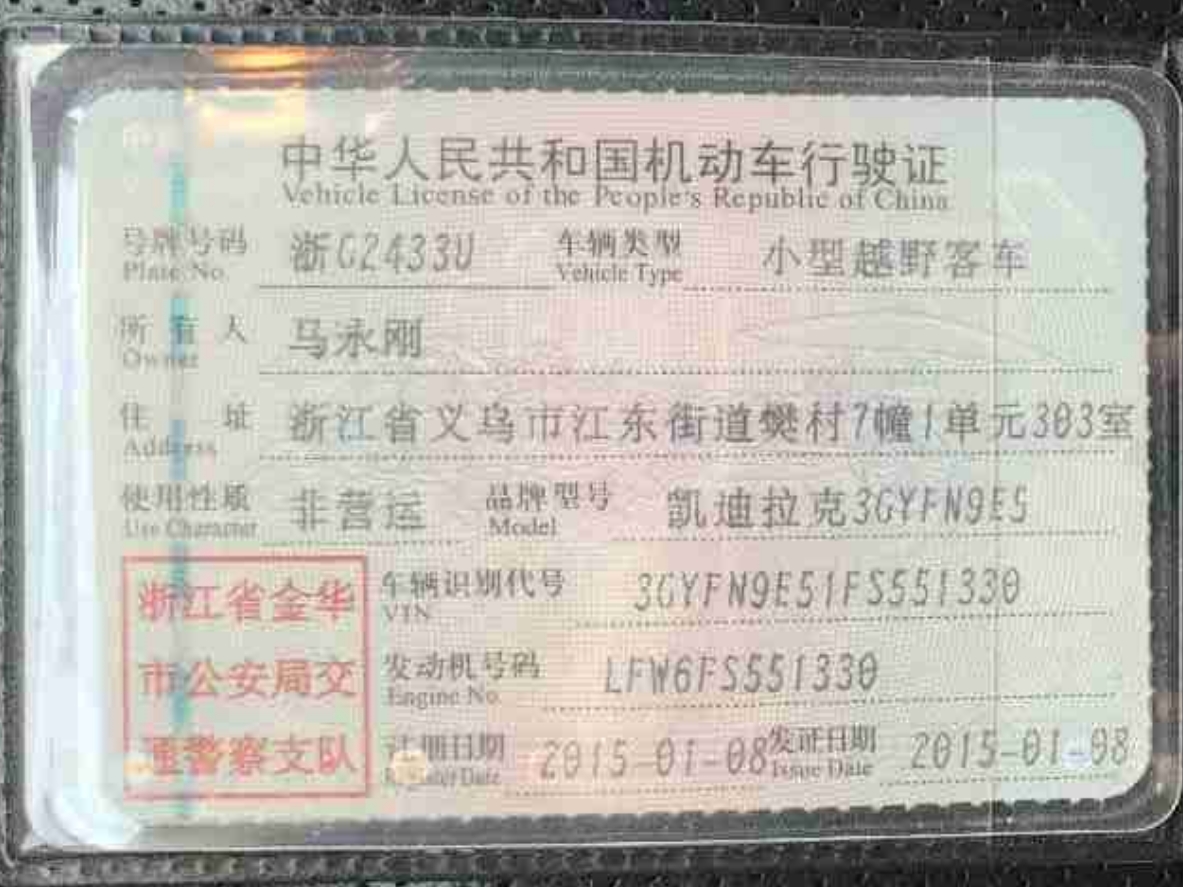 中华人民共和国机动车行驶证
Vehicle License of the People's Republic of China
号牌号码 浙G2433U 车辆类型 小型越野客车
Plate No. Vehicle Type
所有人 马永刚
Owner
住址 浙江省义乌市江东街道樊村7幢1单元303室
Address
使用性质 非营运 品牌型号 凯迪拉克3GYFN9E5
Use Character Model
浙江省金华 车辆识别代号 3GYFN9E51FS551330
VIN
市公安局交 发动机号码 LFW6FS551330
Engine No.
通警察支队 注册日期 2015-01-08 发证日期 2015-01-08
Register Date Issue Date